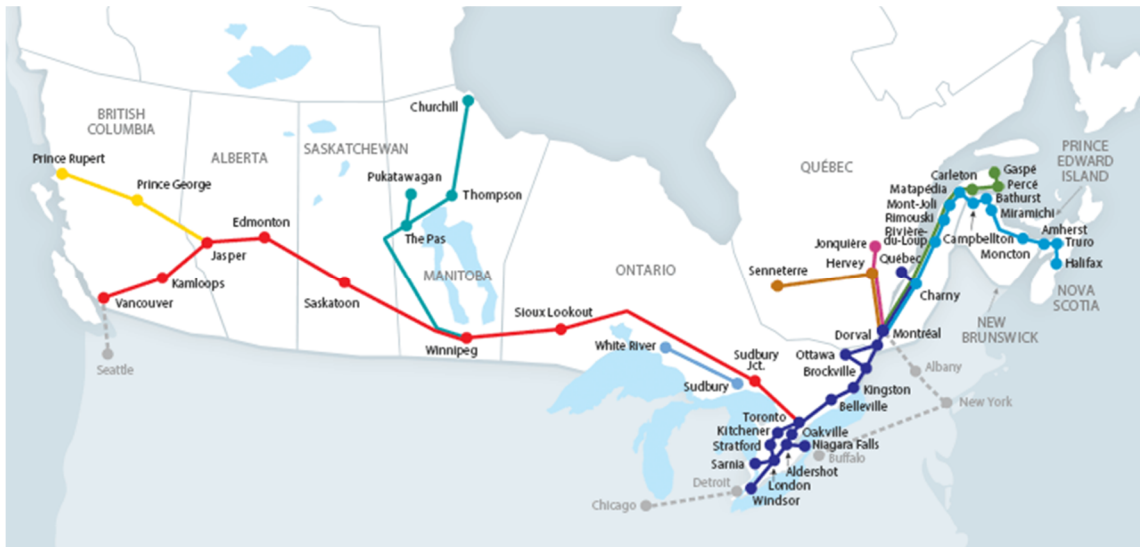 Churchill
BRITISH
COLUMBIA
PRINCE
EDWARD
ISLAND
ALBERTA
SASKATCHEWAN
Prince Rupert
QUÉBEC
Gaspé
Carleton
Pukatawagan
Prince George
Percé
Matapédia
Thompson
Bathurst
Mont-Joli
Miramichi
Rimouski
Edmonton
Rivière-
du-Loup
Amherst
The Pas
Campbellton
Truro
Jonquière
Jasper
Moncton
Québec
Hervey
Halifax
Senneterre
ONTARIO
MANITOBA
Kamloops
NOVA
SCOTIA
Charny
Vancouver
Saskatoon
Sioux Lookout
NEW
BRUNSWICK
Dorval
Montréal
Winnipeg
White River
Sudbury
Jct.
Ottawa
Seattle
Brockville
Albany
Sudbury
Kingston
New York
Belleville
Toronto
Kitchener
Oakville
Stratford
Niagara Falls
Buffalo
Sarnia
Aldershot
Detroit
London
Windsor
Chicago